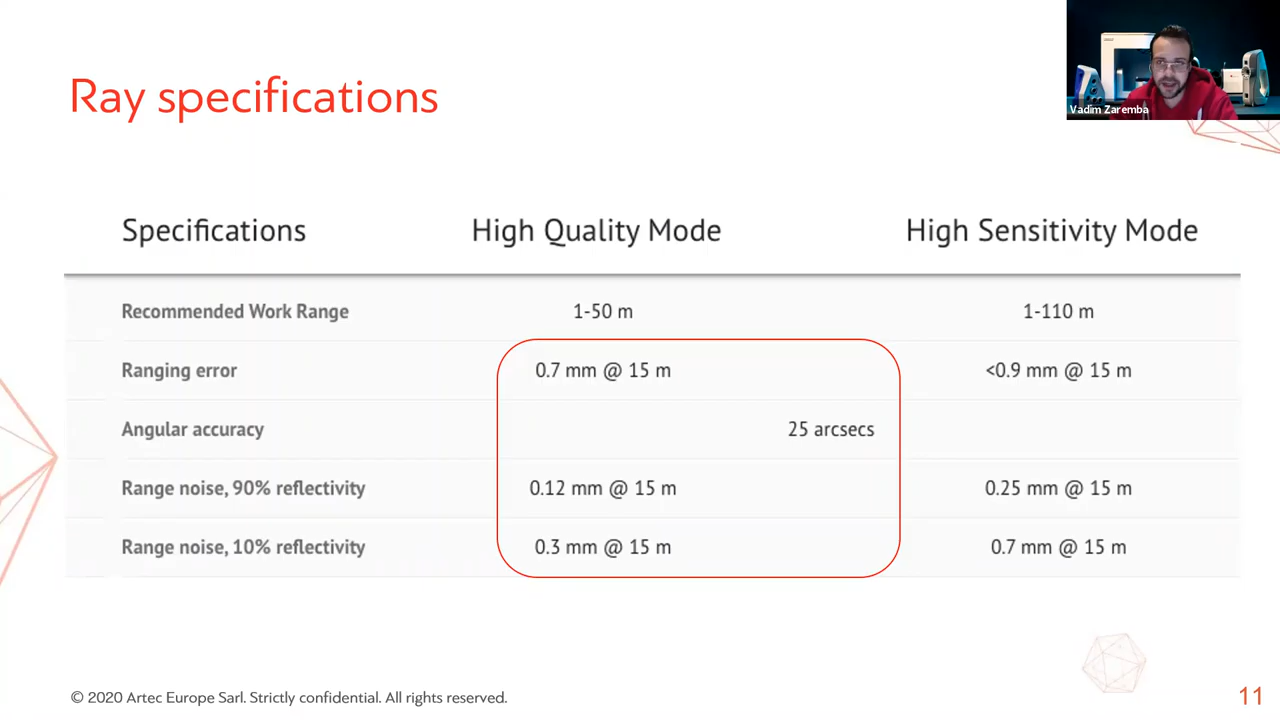 Ray specifications
Vadim Zaremba
Specifications High Quality Mode High Sensitivity Mode
Recommended Work Range 1-50 m 1-110 m
Ranging error 0.7 mm @ 15 m <0.9 mm @ 15 m
Angular accuracy 25 arcsecs
Range noise, 90% reflectivity 0.12 mm @ 15 m 0.25 mm @ 15 m
Range noise, 10% reflectivity 0.3 mm @ 15 m 0.7 mm @ 15 m
© 2020 Artec Europe Sarl. Strictly confidential. All rights reserved.
11